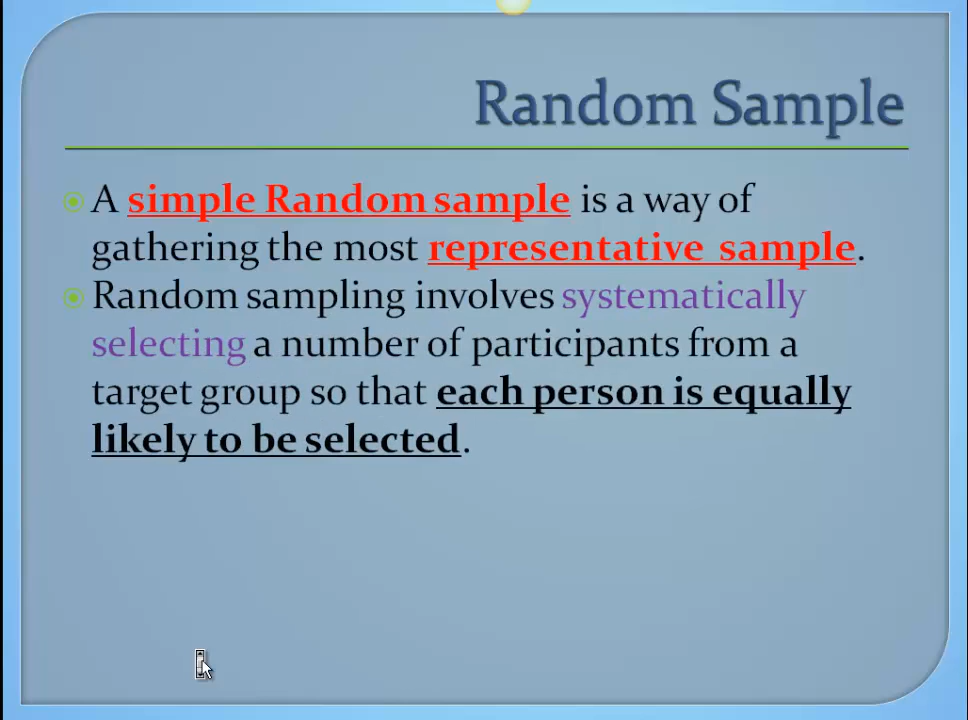 Random Sample
A simple Random sample is a way of
gathering the most representative sample.
Random sampling involves systematically
selecting a number of participants from a
target group so that each person is equally
likely to be selected.